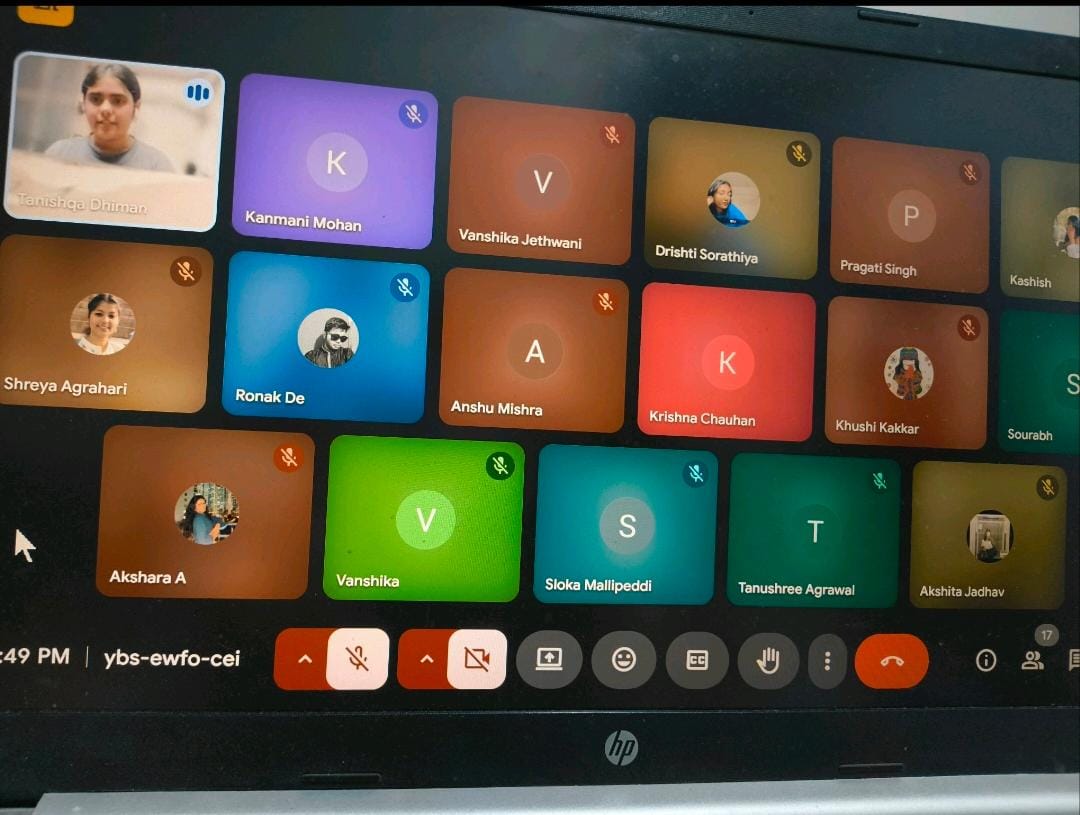 Tanishqa Dhiman
K
Kanmani Mohan
V
Vanshika Jethwani
Drishti Sorathiya
P
Pragati Singh
Kashish
Shreya Agrahari
Ronak De
A
Anshu Mishra
K
Krishna Chauhan
Khushi Kakkar
S
Sourabh
Akshara A
V
Vanshika
S
Sloka Mallipeddi
T
Tanushree Agrawal
Akshita Jadhav
:49 PM | ybs-ewfo-cei
CC
17
hp